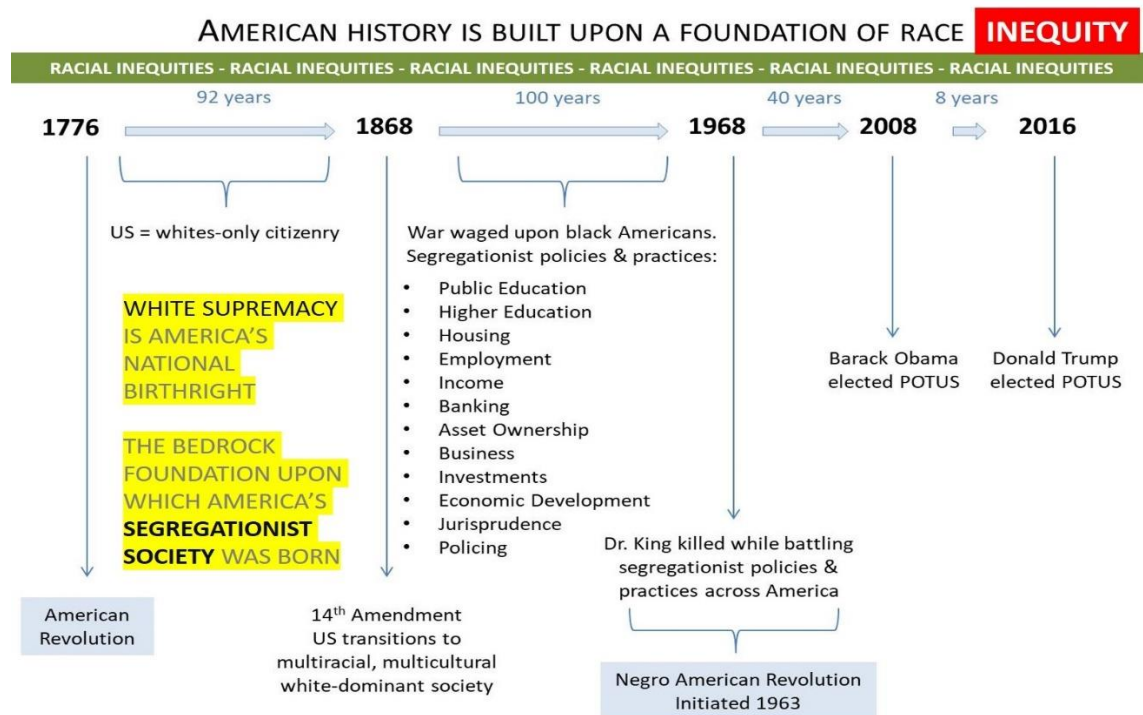 AMERICAN HISTORY IS BUILT UPON A FOUNDATION OF RACE INEQUITY
RACIAL INEQUITIES - RACIAL INEQUITIES - RACIAL INEQUITIES - RACIAL INEQUITIES - RACIAL INEQUITIES - RACIAL INEQUITIES
92 years 100 years 40 years 8 years
1776 1868 1968 2008 2016
US = whites-only citizenry
WHITE SUPREMACY
IS AMERICA'S
NATIONAL
BIRTHRIGHT
THE BEDROCK
FOUNDATION UPON
WHICH AMERICA'S
SEGREGATIONIST
SOCIETY WAS BORN
American
Revolution
War waged upon black Americans.
Segregationist policies & practices:
• Public Education
• Higher Education
• Housing
• Employment
• Income
• Banking
• Asset Ownership
• Business
• Investments
• Economic Development
• Jurisprudence
• Policing
14th Amendment
US transitions to
multiracial, multicultural
white-dominant society
Dr. King killed while battling
segregationist policies &
practices across America
Negro American Revolution
Initiated 1963
Barack Obama
elected POTUS
Donald Trump
elected POTUS